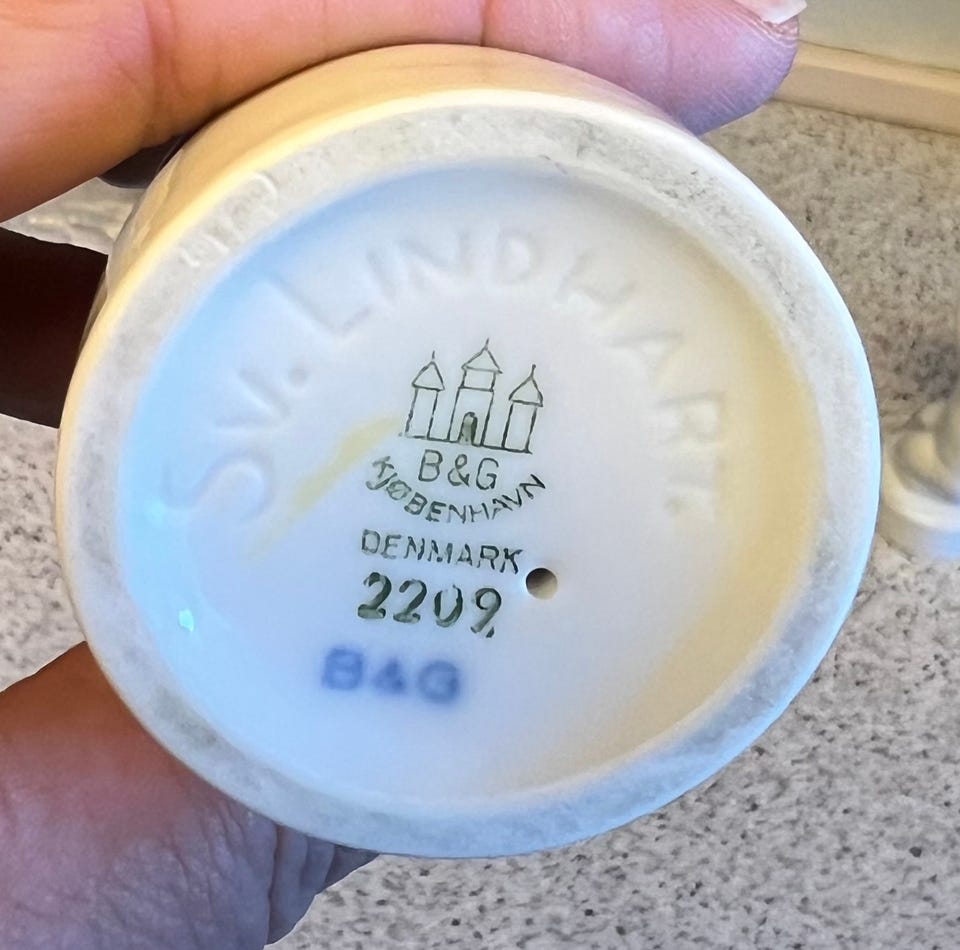 Sv. LINDHART.
B&G
KJØBENHAVN
DENMARK
2209
B&G